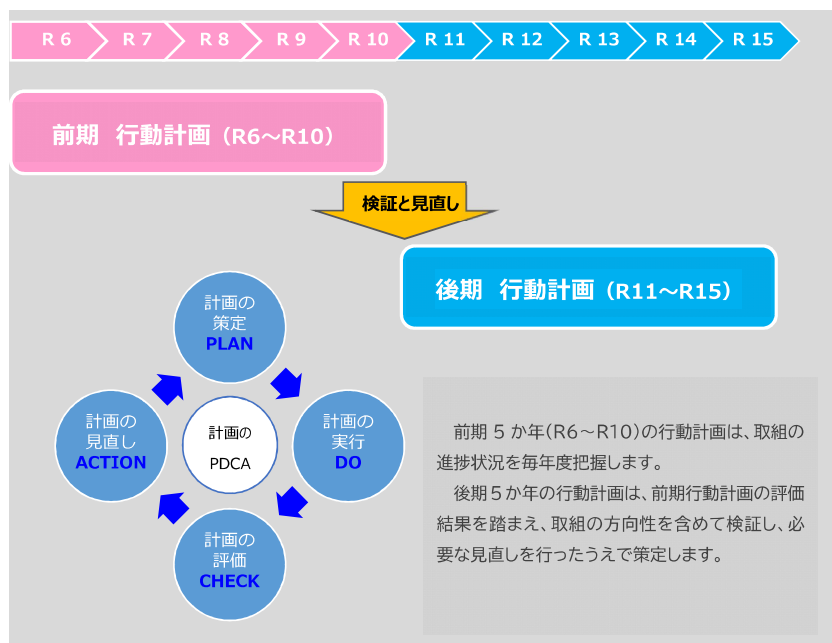 R 6 R 7 R 8 R 9 R 10 R 11 R 12 R 13 R 14 R 15
前期　行動計画（R6～R10）
検証と見直し
後期　行動計画（R11～R15）
計画の
策定
PLAN
計画の
見直し
ACTION
計画の
PDCA
計画の
実行
DO
計画の
評価
CHECK
前期 5 か年(R6～R10)の行動計画は、取組の
進捗状況を毎年度把握します。
後期５か年の行動計画は、前期行動計画の評価
結果を踏まえ、取組の方向性を含めて検証し、必
要な見直しを行ったうえで策定します。